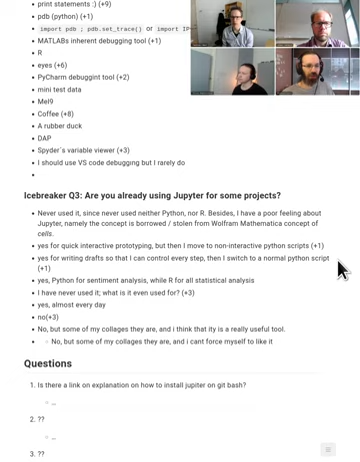 print statements :) (+9)
pdb (python) (+1)
import pdb ; pdb.set_trace() or import IP
MATLABs inherent debugging tool (+1)
R
eyes (+6)
PyCharm debuggint tool (+2)
mini test data
Mel9
Coffee (+8)
A rubber duck
DAP
Spyder´s variable viewer (+3)
I should use VS code debugging but I rarely do
Icebreaker Q3: Are you already using Jupyter for some projects?
Never used it, since never used neither Python, nor R. Besides, I have a poor feeling about
Jupyter, namely the concept is borrowed / stolen from Wolfram Mathematica concept of
cells.
yes for quick interactive prototyping, but then I move to non-interactive python scripts (+1)
yes for writing drafts so that I can control every step, then I switch to a normal python script
(+1)
yes, Python for sentiment analysis, while R for all statistical analysis
I have never used it; what is it even used for? (+3)
yes, almost every day
no(+3)
No, but some of my collages they are, and i think that ity is a really useful tool.
No, but some of my collages they are, and i cant force myself to like it
Questions
1. Is there a link on explanation on how to install jupiter on git bash?
...
2. ??
...
3. ??